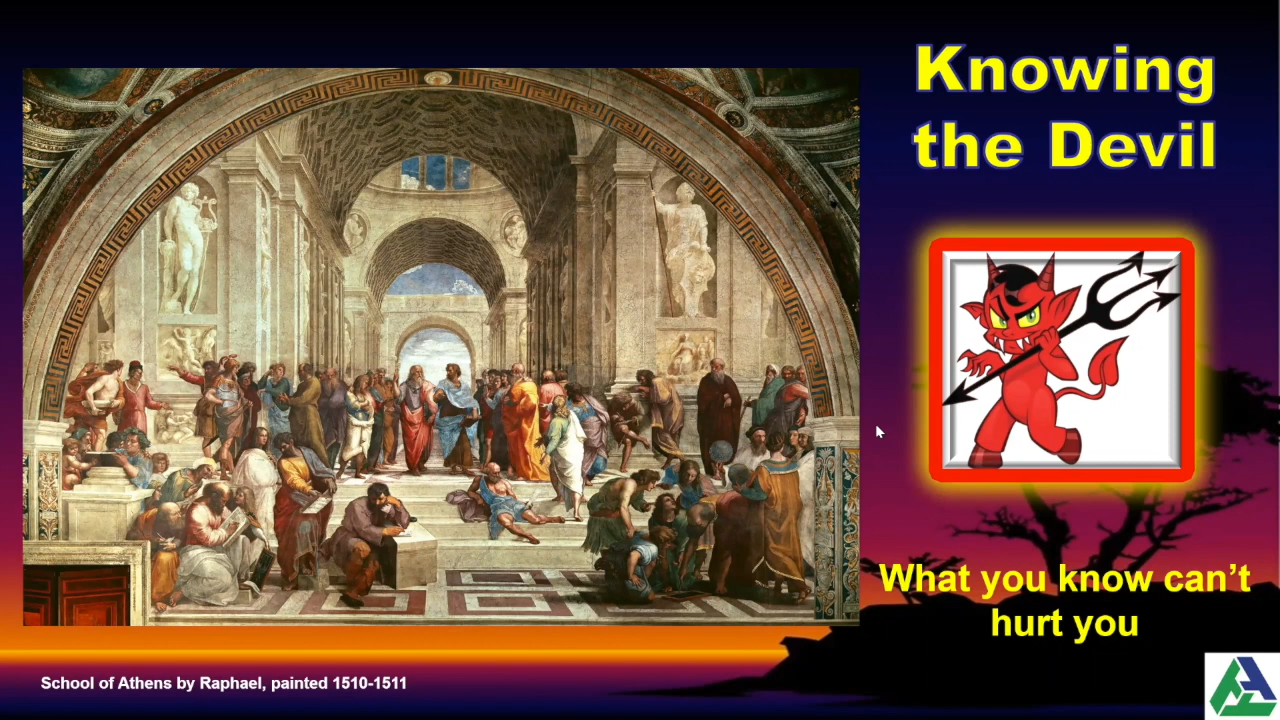 Knowing
the Devil
What you know can't
hurt you
School of Athens by Raphael, painted 1510-1511